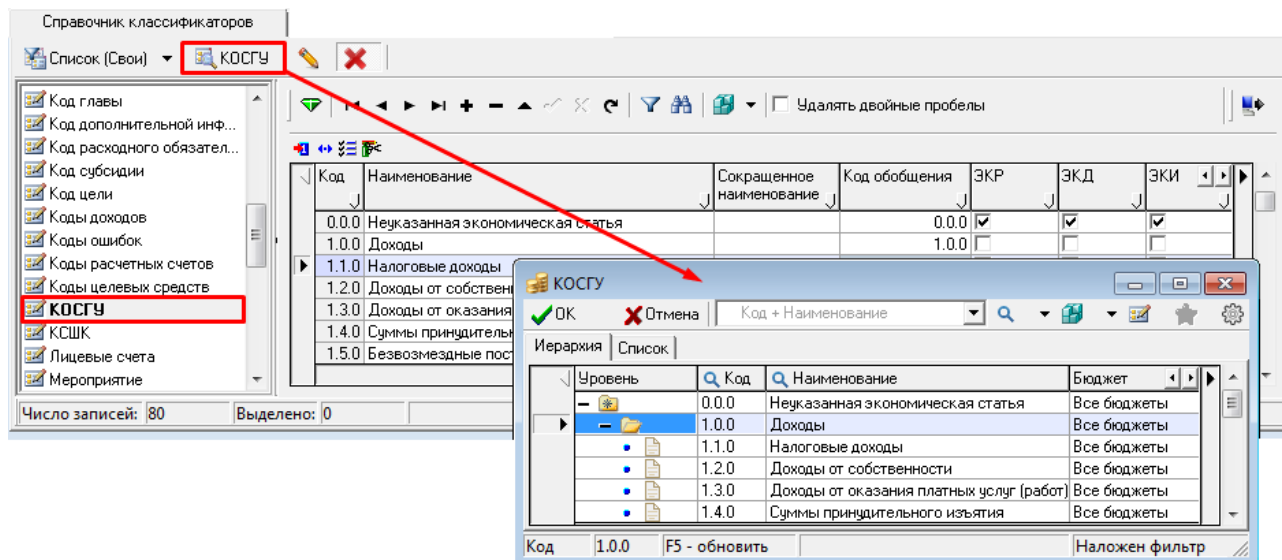 Справочник классификаторов
Список (Свои) КОСГУ
Код главы
Код дополнительной инф...
Код расходного обязател...
Код субсидии
Код цели
Коды доходов
Коды ошибок
Коды расчетных счетов
Коды целевых средств
КОСГУ
КСШК
Лицевые счета
Мероприятие
Удалять двойные пробелы
Код Наименование Сокращенное наименование Код обобщения ЭКР ЭКД ЭКИ
0.0.0 Неуказанная экономическая статья 0.0.0
1.0.0 Доходы 1.0.0
1.1.0 Налоговые доходы
1.2.0 Доходы от собствен
1.3.0 Доходы от оказания
1.4.0 Суммы принудитель
1.5.0 Безвозмездные пос
Число записей: 80 Выделено: 0
КОСГУ
OK Отмена Код + Наименование
Иерархия Список
Уровень Код Наименование Бюджет
0.0.0 Неуказанная экономическая статья Все бюджеты
1.0.0 Доходы Все бюджеты
1.1.0 Налоговые доходы Все бюджеты
1.2.0 Доходы от собственности Все бюджеты
1.3.0 Доходы от оказания платных услуг (работ) Все бюджеты
1.4.0 Суммы принудительного изъятия Все бюджеты
Код 1.0.0 F5 - обновить Наложен фильтр